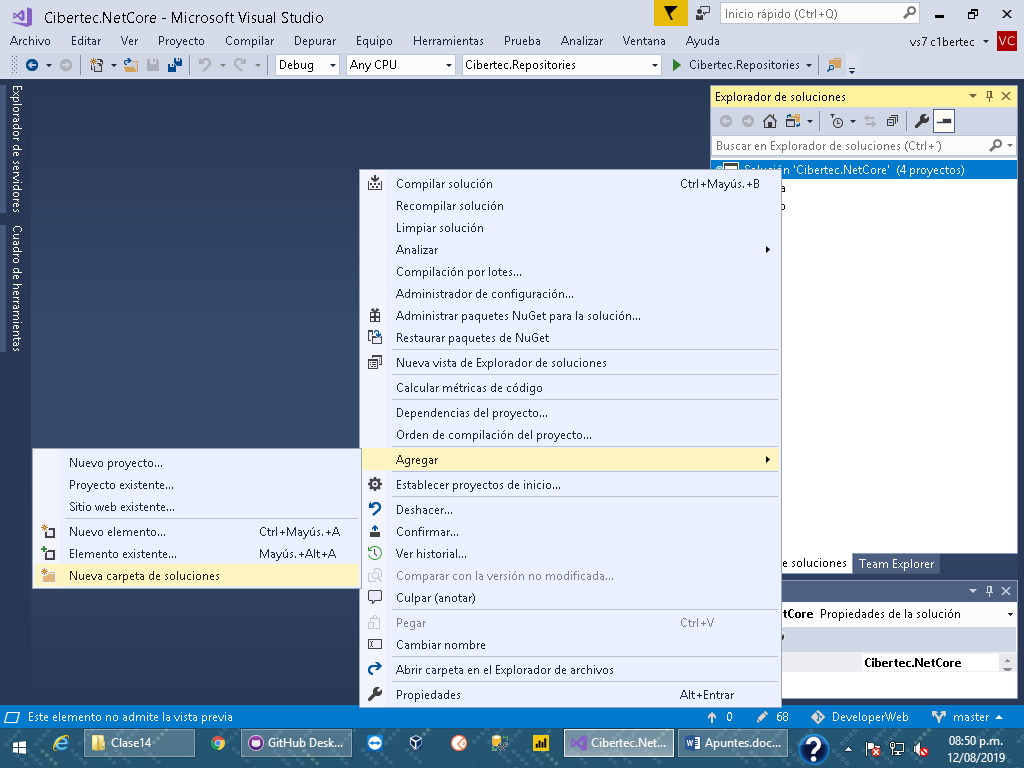 Cibertec.NetCore - Microsoft Visual Studio
Inicio rápido (Ctrl+Q)
Archivo Editar Ver Proyecto Compilar Depurar Equipo Herramientas Prueba Analizar Ventana Ayuda
vs7 c1bertec VC
Debug Any CPU Cibertec.Repositories Cibertec.Repositories
Explorador de servidores
Cuadro de herramientas
Explorador de soluciones
Buscar en Explorador de soluciones (Ctrl+´)
Solución 'Cibertec.NetCore' (4 proyectos)
Compilar solución Ctrl+Mayús.+B
Recompilar solución
Limpiar solución
Analizar
Compilación por lotes...
Administrador de configuración...
Administrar paquetes NuGet para la solución...
Restaurar paquetes de NuGet
Nueva vista de Explorador de soluciones
Calcular métricas de código
Dependencias del proyecto...
Orden de compilación del proyecto...
Agregar
Establecer proyectos de inicio...
Deshacer...
Confirmar...
Ver historial...
Comparar con la versión no modificada...
Culpar (anotar)
Pegar Ctrl+V
Cambiar nombre
Abrir carpeta en el Explorador de archivos
Propiedades Alt+Entrar
Nuevo proyecto...
Proyecto existente...
Sitio web existente...
Nuevo elemento... Ctrl+Mayús.+A
Elemento existente... Mayús.+Alt+A
Nueva carpeta de soluciones
e soluciones Team Explorer
tCore Propiedades de la solución
Cibertec.NetCore
Este elemento no admite la vista previa
0 68 DeveloperWeb master
Clase14 GitHub Desk... Cibertec.Net... Apuntes.doc...
08:50 p.m.
12/08/2019